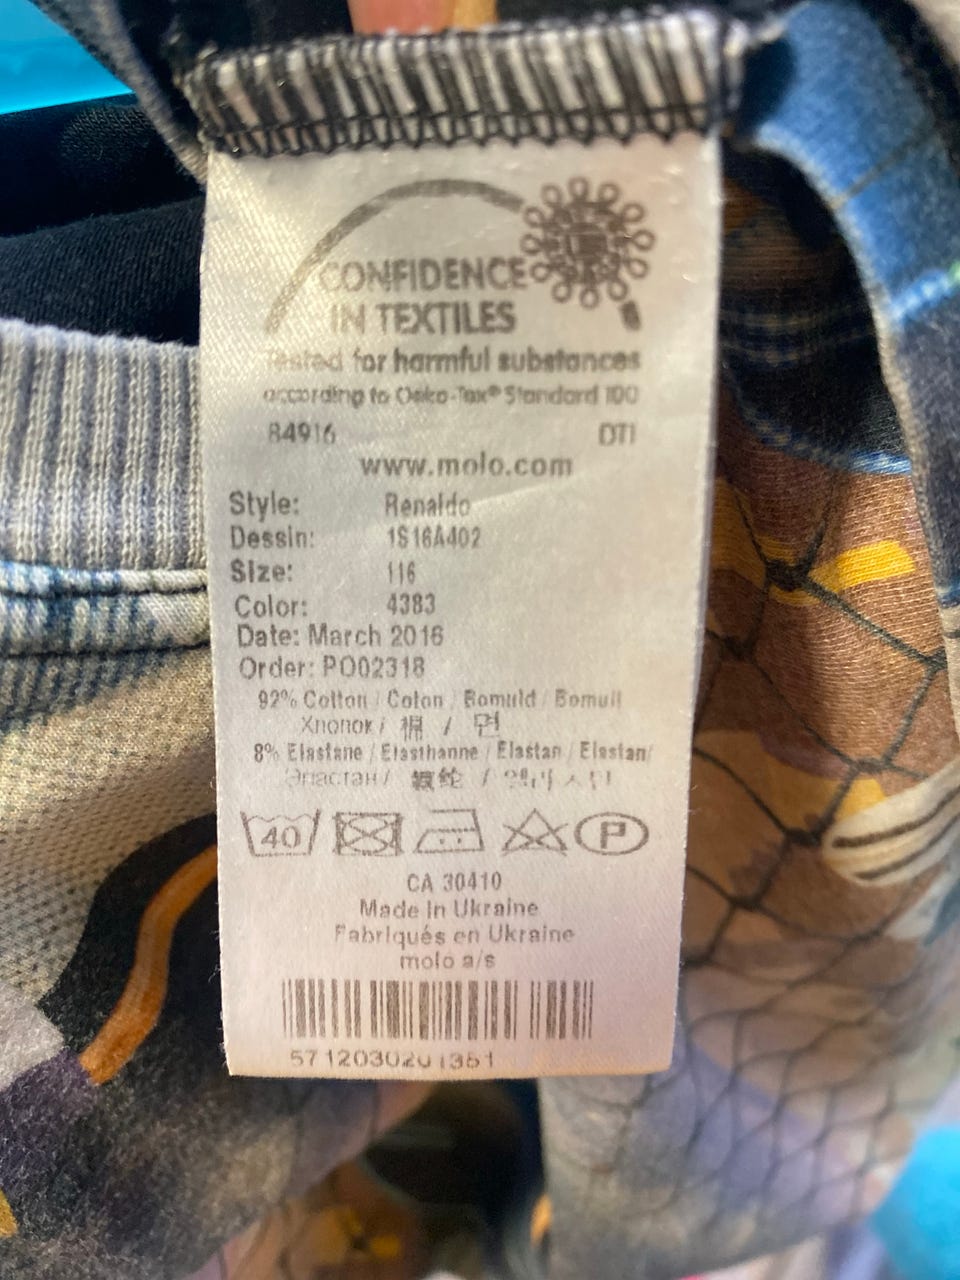 CONFIDENCE
IN TEXTILES
Tested for harmful substances
according to Oeko-Tex® Standard 100
84916 DTI
www.molo.com
Style: Renaldo
Dessin: 1S16A402
Size: 116
Color: 4383
Date: March 2016
Order: PO02318
92% Cotton / Coton / Bomuld / Bomull
Хлопок / 棉 / 면
8% Elastane / Elasthanne / Elastan / Elastan/
Эластан /
40 P
CA 30410
Made In Ukraine
Fabriqués en Ukraine
molo a/s